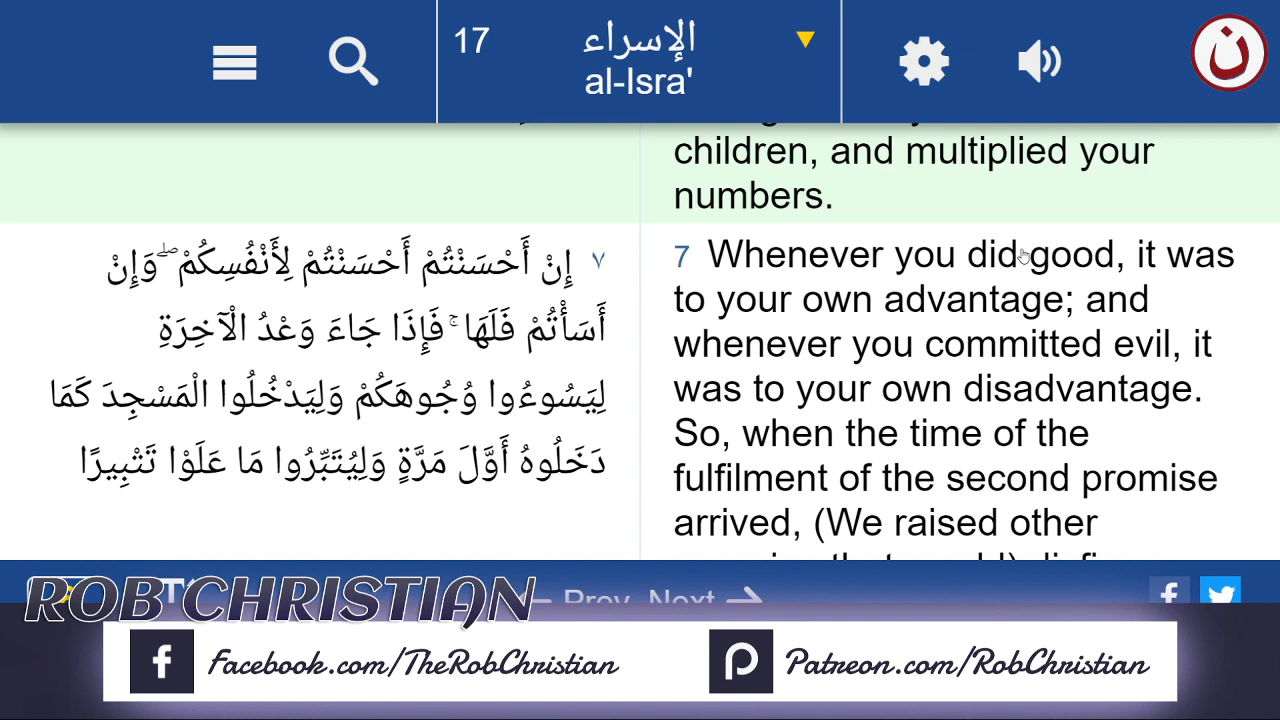 17
الإسراء
al-Isra'
ن
children, and multiplied your
numbers.
٧ إِنْ أَحْسَنْتُمْ أَحْسَنْتُمْ لِأَنْفُسِكُمْ ۖ وَإِنْ
أَسَأْتُمْ فَلَهَا ۚ فَإِذَا جَاءَ وَعْدُ الْآخِرَةِ
لِيَسُوءُوا وُجُوهَكُمْ وَلِيَدْخُلُوا الْمَسْجِدَ كَمَا
دَخَلُوهُ أَوَّلَ مَرَّةٍ وَلِيُتَبِّرُوا مَا عَلَوْا تَتْبِيرًا
7 Whenever you did good, it was
to your own advantage; and
whenever you committed evil, it
was to your own disadvantage.
So, when the time of the
fulfilment of the second promise
arrived, (We raised other
Prev Next
ROB CHRISTIAN
Facebook.com/TheRobChristian
Patreon.com/RobChristian